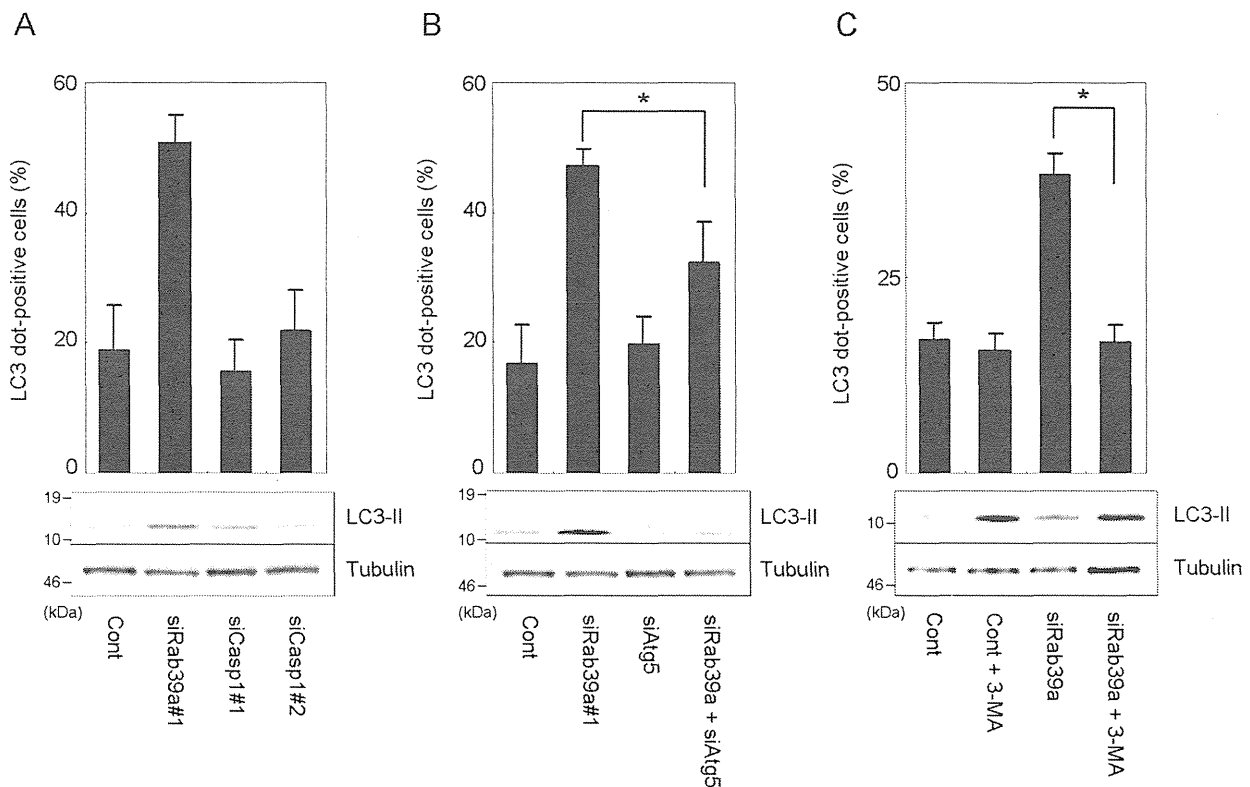 A
LC3 dot-positive cells (%)
60
40
20
0
19
10
46
(kDa)
LC3-II
Tubulin
Cont
siRab39a#1
siCasp1#1
siCasp1#2
B
LC3 dot-positive cells (%)
60
40
20
0
*
19
10
46
(kDa)
LC3-II
Tubulin
Cont
siRab39a#1
siAtg5
siRab39a + siAtg5
C
LC3 dot-positive cells (%)
50
25
0
*
10
46
(kDa)
LC3-II
Tubulin
Cont
Cont + 3-MA
siRab39a
siRab39a + 3-MA